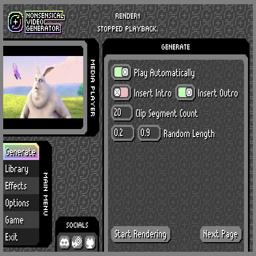 NONSENSICAL
VIDEO
GENERATOR
RENDER!
STOPPED PLAYBACK.
MEDIA PLAYER
GENERATE
Play Automatically
Insert Intro
Insert Outro
20 Clip Segment Count
0.2 0.9 Random Length
Start Rendering
Next Page
Generate
Library
Effects
Options
Game
Exit
MAIN MENU
SOCIALS